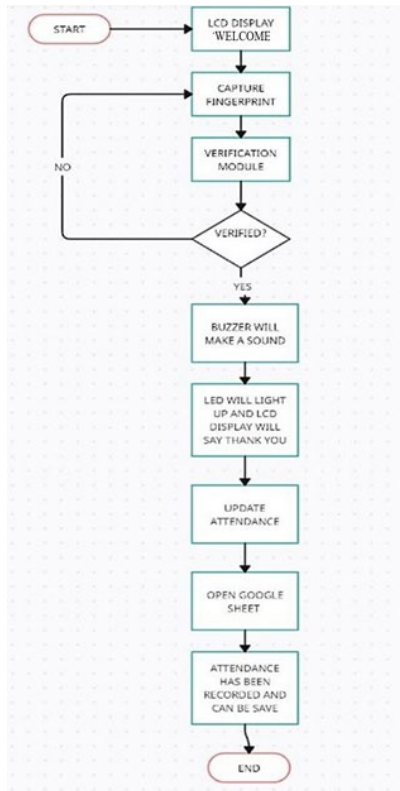 START
LCD DISPLAY
'WELCOME
CAPTURE
FINGERPRINT
NO
VERIFICATION
MODULE
VERIFIED?
YES
BUZZER WILL
MAKE A SOUND
LED WILL LIGHT
UP AND LCD
DISPLAY WILL
SAY THANK YOU
UPDATE
ATTENDANCE
OPEN GOOGLE
SHEET
ATTENDANCE
HAS BEEN
RECORDED AND
CAN BE SAVE
END